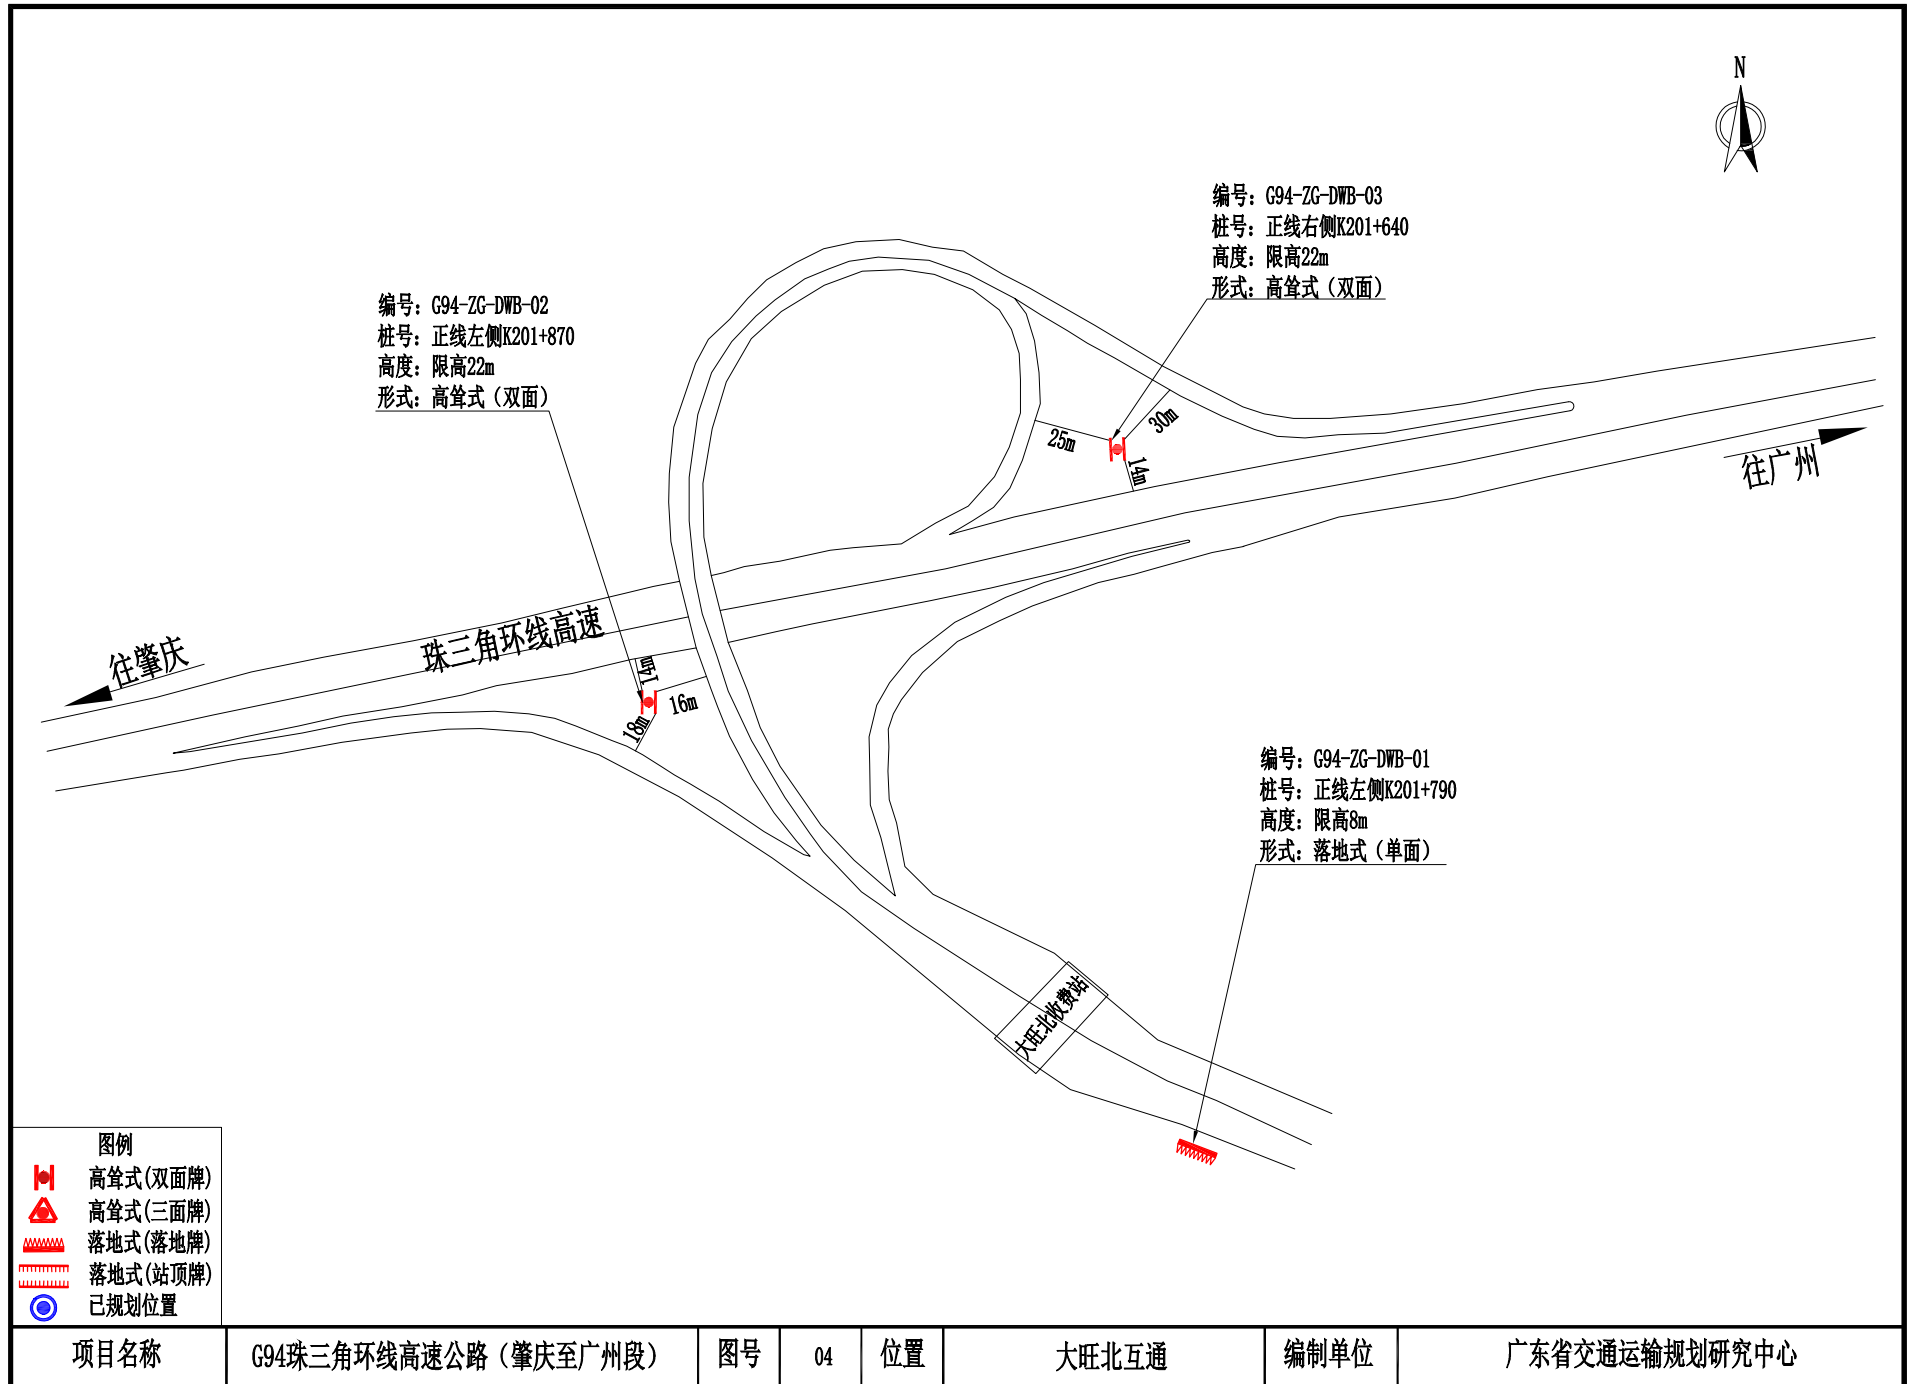 N
编号：G94-ZG-DWB-03
桩号：正线右侧K201+640
高度：限高22m
形式：高耸式（双面）
编号：G94-ZG-DWB-02
桩号：正线左侧K201+870
高度：限高22m
形式：高耸式（双面）
30m
25m
14m
往广州
珠三角环线高速
往肇庆
14m
16m
18m
编号：G94-ZG-DWB-01
桩号：正线左侧K201+790
高度：限高8m
形式：落地式（单面）
大旺北收费站
图例
高耸式(双面牌)
高耸式(三面牌)
落地式(落地牌)
落地式(站顶牌)
已规划位置
项目名称 G94珠三角环线高速公路（肇庆至广州段） 图号 04 位置 大旺北互通 编制单位 广东省交通运输规划研究中心